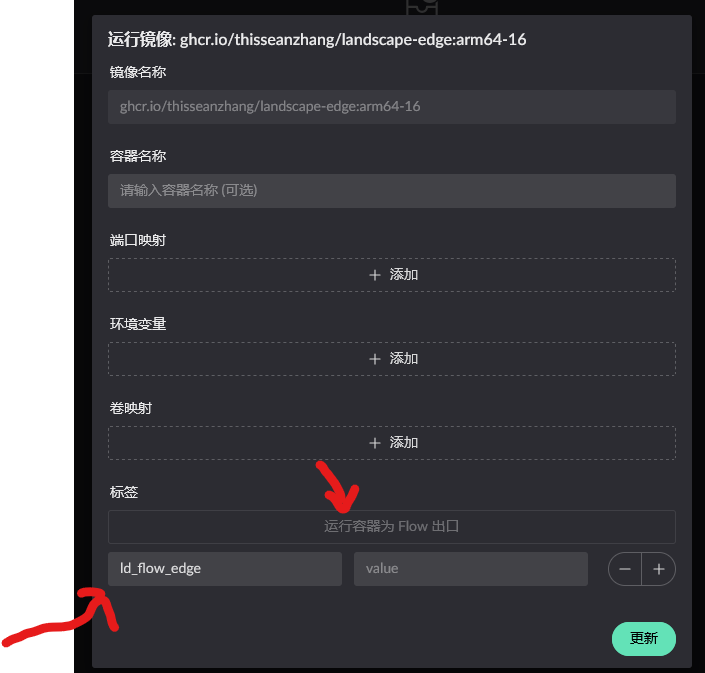 运行镜像: ghcr.io/thisseanzhang/landscape-edge:arm64-16
镜像名称
ghcr.io/thisseanzhang/landscape-edge:arm64-16
容器名称
请输入容器名称 (可选)
端口映射
+ 添加
环境变量
+ 添加
卷映射
+ 添加
标签
运行容器为 Flow 出口
ld_flow_edge value
更新